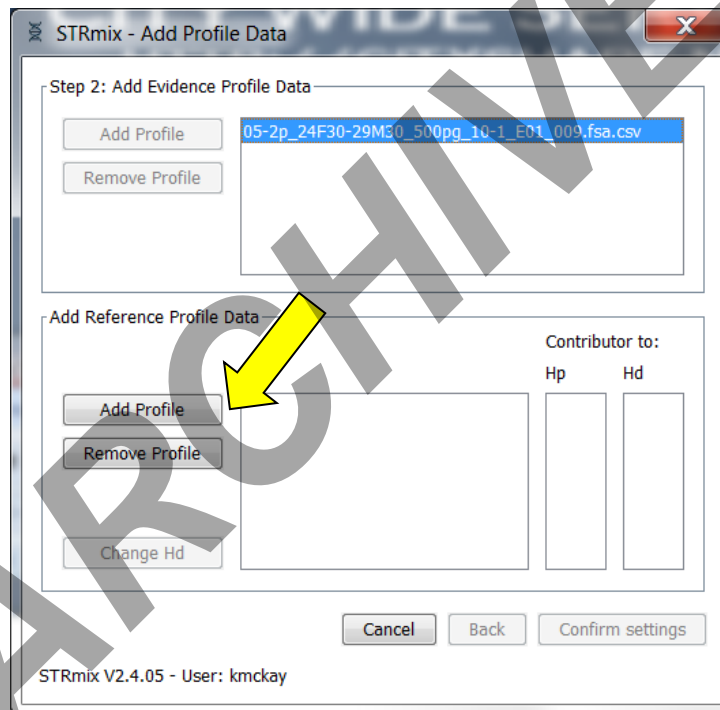 STRmix - Add Profile Data
Step 2: Add Evidence Profile Data
Add Profile
05-2p_24F30-29M30_500pg_10-1_E01_009.fsa.csv
Remove Profile
Add Reference Profile Data
Contributor to:
Hp Hd
Add Profile
Remove Profile
Change Hd
Cancel Back Confirm settings
STRmix V2.4.05 - User: kmckay
ARCHIVE